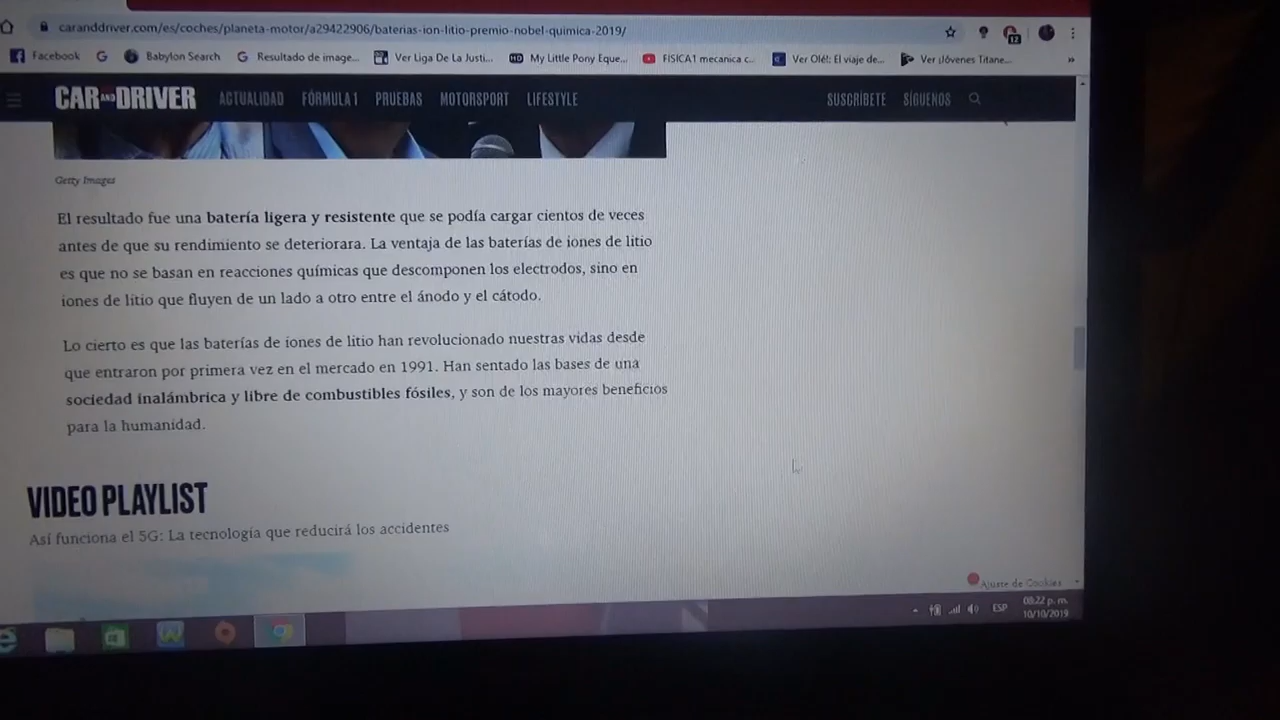 caranddriver.com/es/coches/planeta-motor/a29422906/baterias-ion-litio-premio-nobel-quimica-2019/
12
Facebook Babylon Search Resultado de image... Ver Liga De La Justi... My Little Pony Eque... FISICA1 mecanica c... Ver Olé!: El viaje de... Ver ¡Jóvenes Titane... »
CAR AND DRIVER ACTUALIDAD FÓRMULA 1 PRUEBAS MOTORSPORT LIFESTYLE SUSCRÍBETE SÍGUENOS
Getty Images
El resultado fue una batería ligera y resistente que se podía cargar cientos de veces
antes de que su rendimiento se deteriorara. La ventaja de las baterías de iones de litio
es que no se basan en reacciones químicas que descomponen los electrodos, sino en
iones de litio que fluyen de un lado a otro entre el ánodo y el cátodo.
Lo cierto es que las baterías de iones de litio han revolucionado nuestras vidas desde
que entraron por primera vez en el mercado en 1991. Han sentado las bases de una
sociedad inalámbrica y libre de combustibles fósiles, y son de los mayores beneficios
para la humanidad.
VIDEO PLAYLIST
Así funciona el 5G: La tecnología que reducirá los accidentes
Ajuste de Cookies
ESP 08:22 p. m.
10/10/2019